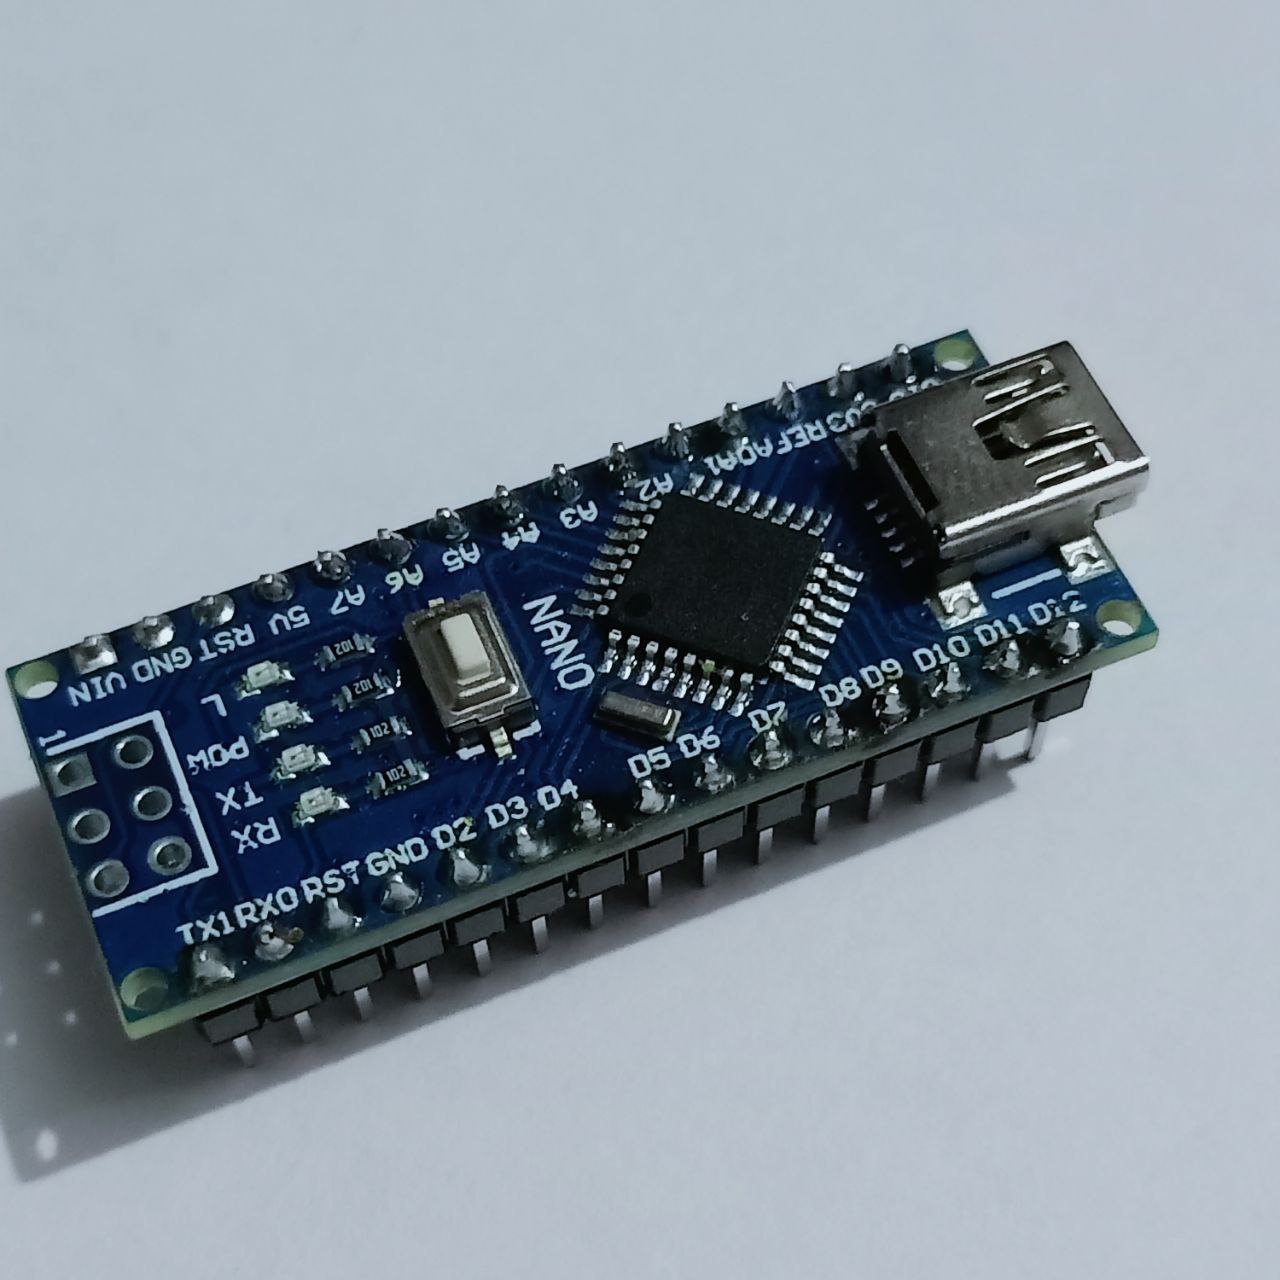 VIN GND RST 5V A7 A6 A5 A4 A3 A2 A1 A0 REF 3V
NANO
1
L
POW
TX
RX
102
102
102
102
TX1 RX0 RST GND D2 D3 D4 D5 D6 D7 D8 D9 D10 D11 D12